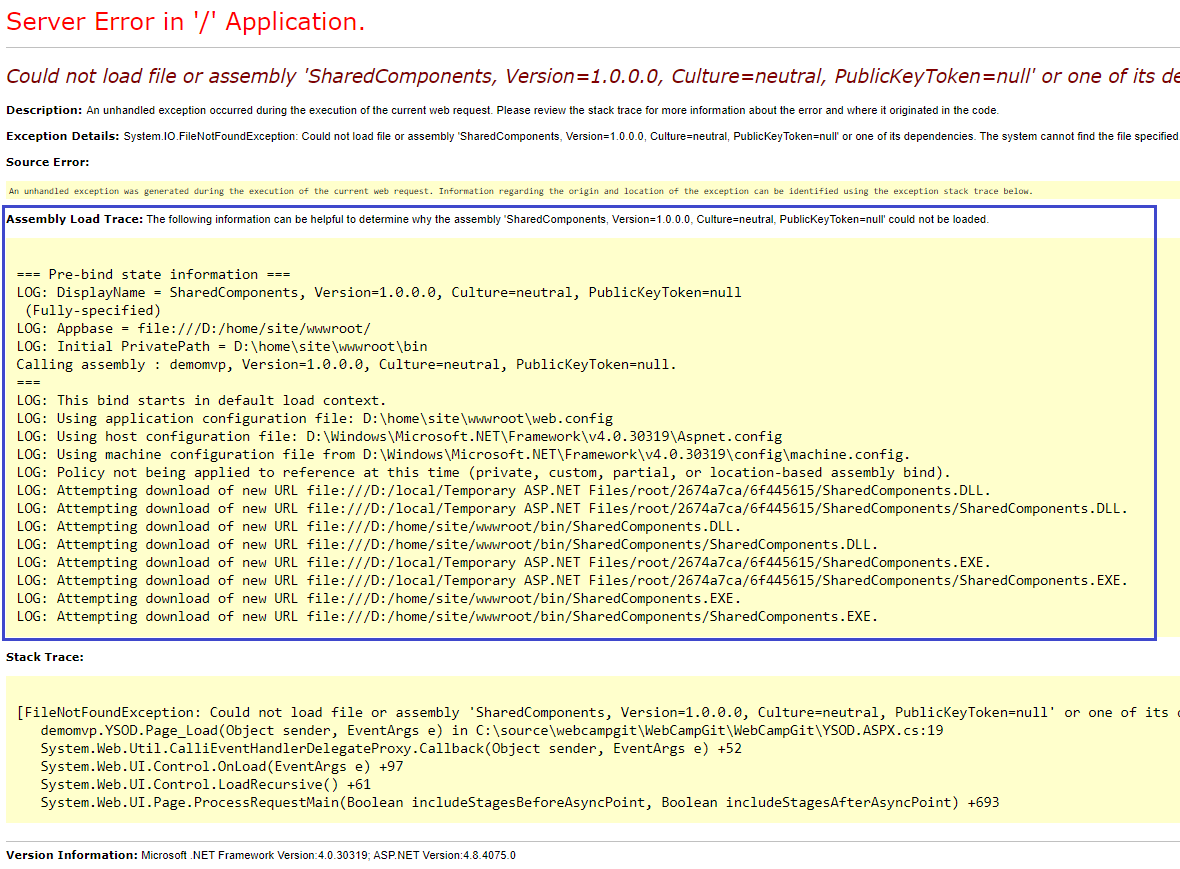 Server Error in '/' Application.
Could not load file or assembly 'SharedComponents, Version=1.0.0.0, Culture=neutral, PublicKeyToken=null' or one of its de
Description: An unhandled exception occurred during the execution of the current web request. Please review the stack trace for more information about the error and where it originated in the code.
Exception Details: System.IO.FileNotFoundException: Could not load file or assembly 'SharedComponents, Version=1.0.0.0, Culture=neutral, PublicKeyToken=null' or one of its dependencies. The system cannot find the file specified
Source Error:
An unhandled exception was generated during the execution of the current web request. Information regarding the origin and location of the exception can be identified using the exception stack trace below.
Assembly Load Trace: The following information can be helpful to determine why the assembly 'SharedComponents, Version=1.0.0.0, Culture=neutral, PublicKeyToken=null' could not be loaded.
=== Pre-bind state information ===
LOG: DisplayName = SharedComponents, Version=1.0.0.0, Culture=neutral, PublicKeyToken=null
(Fully-specified)
LOG: Appbase = file:///D:/home/site/wwwroot/
LOG: Initial PrivatePath = D:\home\site\wwwroot\bin
Calling assembly : demomvp, Version=1.0.0.0, Culture=neutral, PublicKeyToken=null.
===
LOG: This bind starts in default load context.
LOG: Using application configuration file: D:\home\site\wwwroot\web.config
LOG: Using host configuration file: D:\Windows\Microsoft.NET\Framework\v4.0.30319\Aspnet.config
LOG: Using machine configuration file from D:\Windows\Microsoft.NET\Framework\v4.0.30319\config\machine.config.
LOG: Policy not being applied to reference at this time (private, custom, partial, or location-based assembly bind).
LOG: Attempting download of new URL file:///D:/local/Temporary ASP.NET Files/root/2674a7ca/6f445615/SharedComponents.DLL.
LOG: Attempting download of new URL file:///D:/local/Temporary ASP.NET Files/root/2674a7ca/6f445615/SharedComponents/SharedComponents.DLL.
LOG: Attempting download of new URL file:///D:/home/site/wwwroot/bin/SharedComponents.DLL.
LOG: Attempting download of new URL file:///D:/home/site/wwwroot/bin/SharedComponents/SharedComponents.DLL.
LOG: Attempting download of new URL file:///D:/local/Temporary ASP.NET Files/root/2674a7ca/6f445615/SharedComponents.EXE.
LOG: Attempting download of new URL file:///D:/local/Temporary ASP.NET Files/root/2674a7ca/6f445615/SharedComponents/SharedComponents.EXE.
LOG: Attempting download of new URL file:///D:/home/site/wwwroot/bin/SharedComponents.EXE.
LOG: Attempting download of new URL file:///D:/home/site/wwwroot/bin/SharedComponents/SharedComponents.EXE.
Stack Trace:
[FileNotFoundException: Could not load file or assembly 'SharedComponents, Version=1.0.0.0, Culture=neutral, PublicKeyToken=null' or one of its
demomvp.YSOD.Page_Load(Object sender, EventArgs e) in C:\source\webcampgit\WebCampGit\WebCampGit\YSOD.ASPX.cs:19
System.Web.Util.CalliEventHandlerDelegateProxy.Callback(Object sender, EventArgs e) +52
System.Web.UI.Control.OnLoad(EventArgs e) +97
System.Web.UI.Control.LoadRecursive() +61
System.Web.UI.Page.ProcessRequestMain(Boolean includeStagesBeforeAsyncPoint, Boolean includeStagesAfterAsyncPoint) +693
Version Information: Microsoft .NET Framework Version:4.0.30319; ASP.NET Version:4.8.4075.0